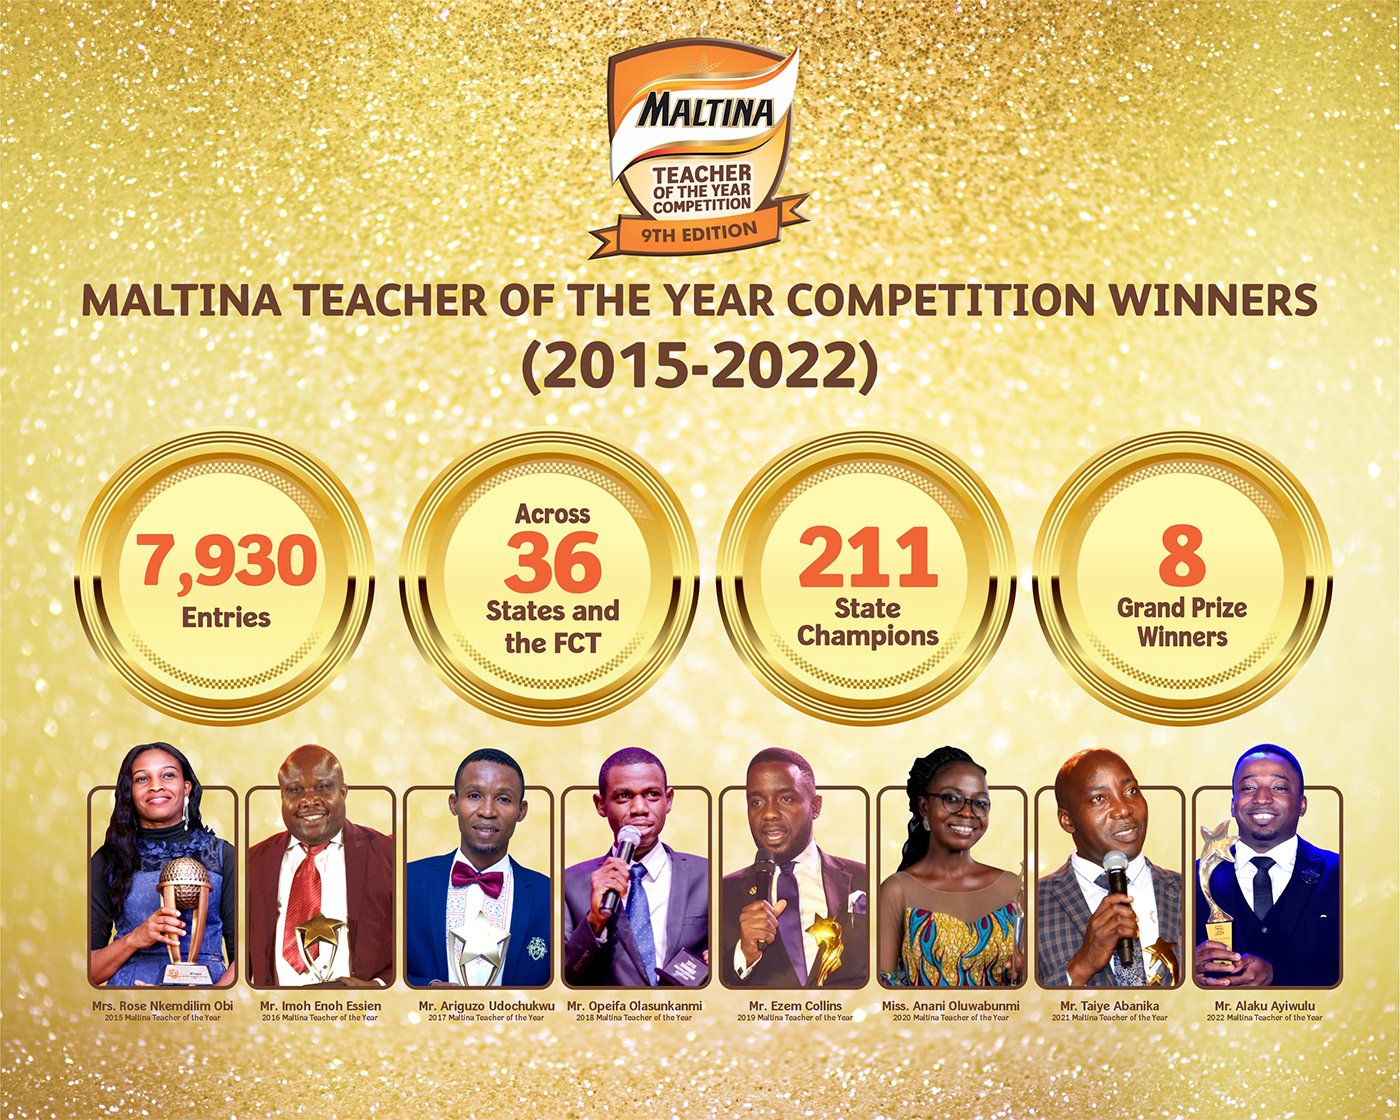 MALTINA
TEACHER
OF THE YEAR
COMPETITION
9TH EDITION
MALTINA TEACHER OF THE YEAR COMPETITION WINNERS
(2015-2022)
7,930
Entries
Across
36
States and
the FCT
211
State
Champions
8
Grand Prize
Winners
Mrs. Rose Nkemdilim Obi
2015 Maltina Teacher of the Year
Mr. Imoh Enoh Essien
2016 Maltina Teacher of the Year
Mr. Ariguzo Udochukwu
2017 Maltina Teacher of the Year
Mr. Opeifa Olasunkanmi
2018 Maltina Teacher of the Year
Mr. Ezem Collins
2019 Maltina Teacher of the Year
Miss. Anani Oluwabunmi
2020 Maltina Teacher of the Year
Mr. Taiye Abanika
2021 Maltina Teacher of the Year
Mr. Alaku Ayiwulu
2022 Maltina Teacher of the Year